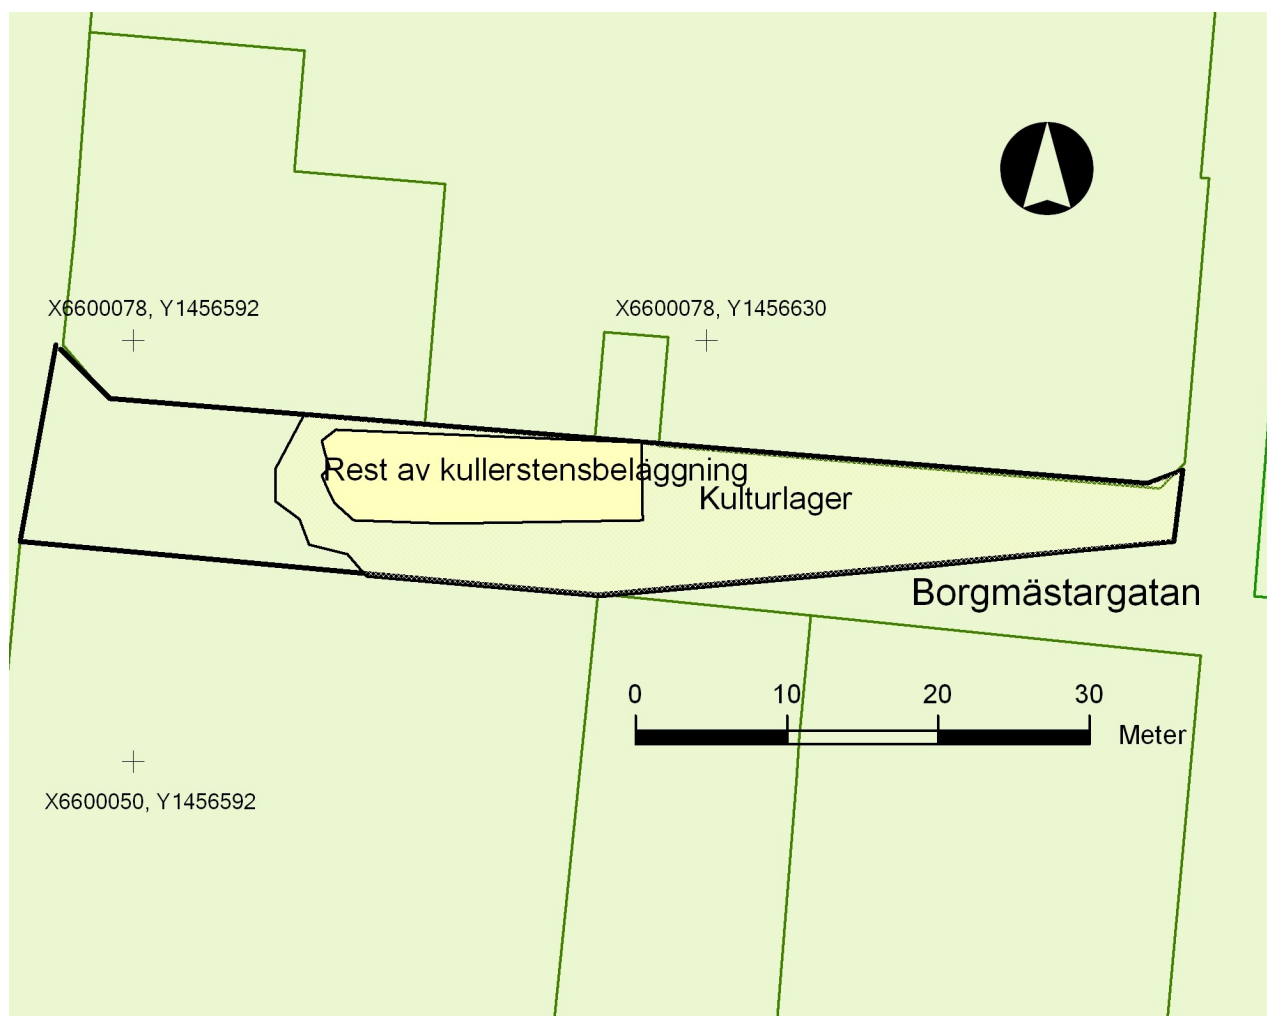 X6600078, Y1456592
X6600078, Y1456630
Rest av kullerstensbeläggning
Kulturlager
Borgmästargatan
0 10 20 30
Meter
X6600050, Y1456592